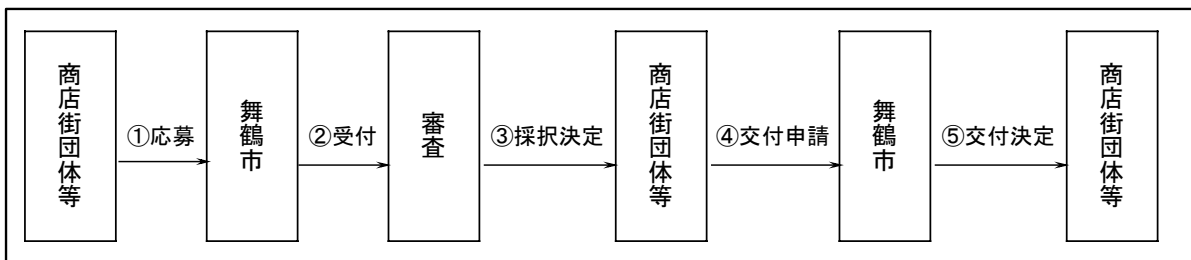 商店街団体等
①応募
舞鶴市
②受付
審査
③採択決定
商店街団体等
④交付申請
舞鶴市
⑤交付決定
商店街団体等